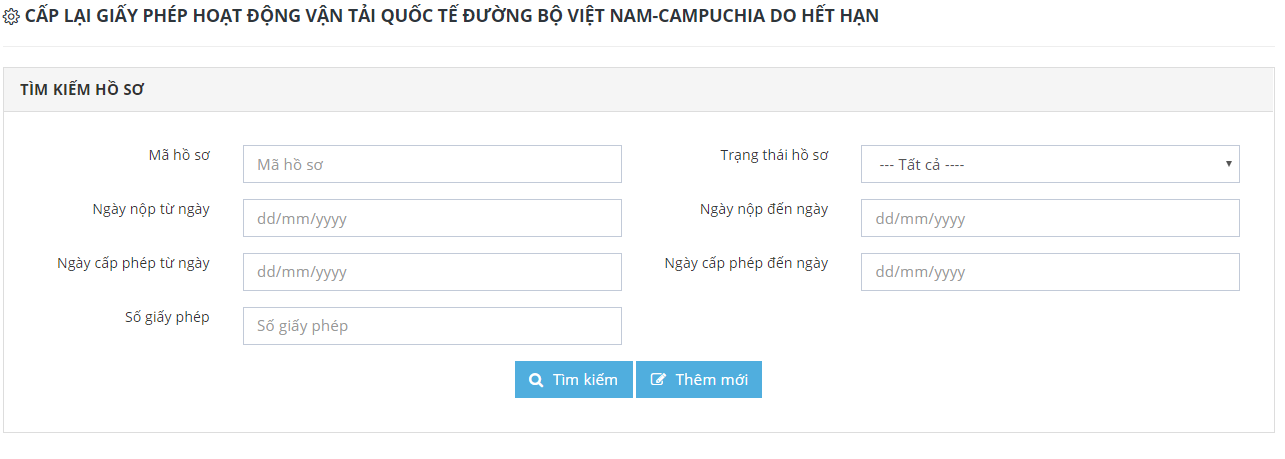 CẤP LẠI GIẤY PHÉP HOẠT ĐỘNG VẬN TẢI QUỐC TẾ ĐƯỜNG BỘ VIỆT NAM-CAMPUCHIA DO HẾT HẠN
TÌM KIẾM HỒ SƠ
Mã hồ sơ Mã hồ sơ Trạng thái hồ sơ --- Tất cả ----
Ngày nộp từ ngày dd/mm/yyyy Ngày nộp đến ngày dd/mm/yyyy
Ngày cấp phép từ ngày dd/mm/yyyy Ngày cấp phép đến ngày dd/mm/yyyy
Số giấy phép Số giấy phép
Tìm kiếm Thêm mới